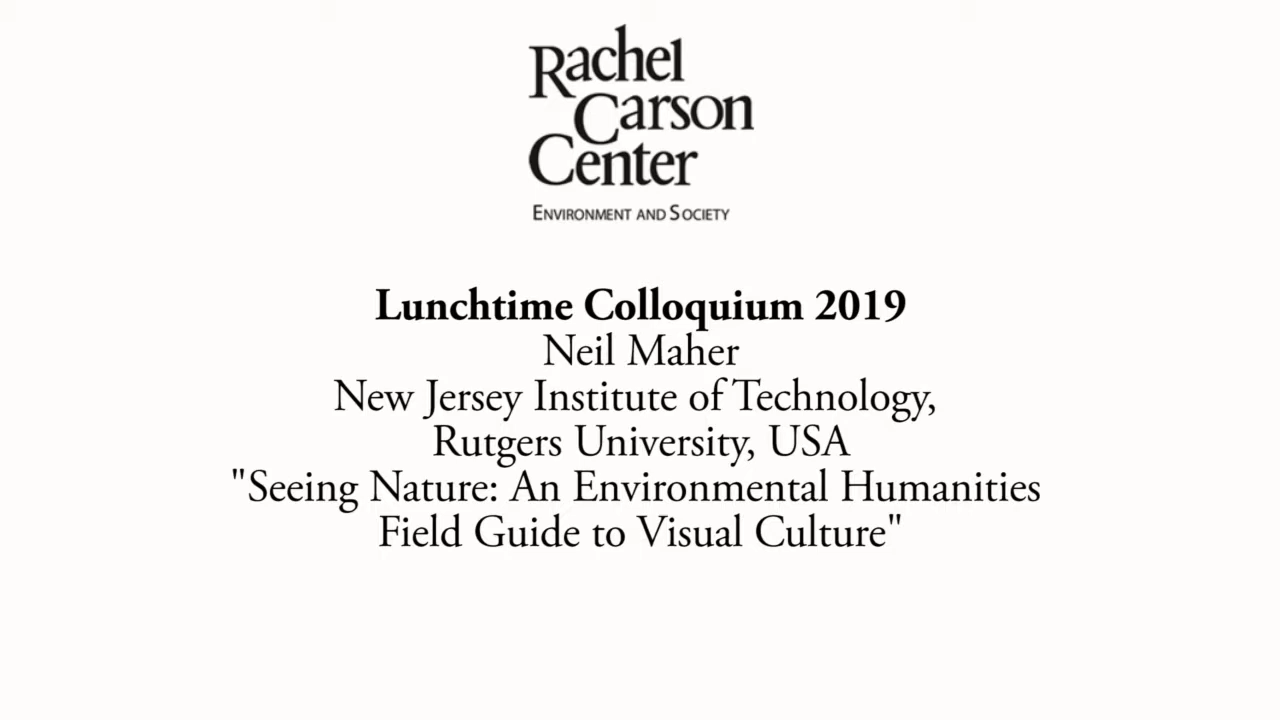 Rachel
Carson
Center
ENVIRONMENT AND SOCIETY
Lunchtime Colloquium 2019
Neil Maher
New Jersey Institute of Technology,
Rutgers University, USA
"Seeing Nature: An Environmental Humanities
Field Guide to Visual Culture"